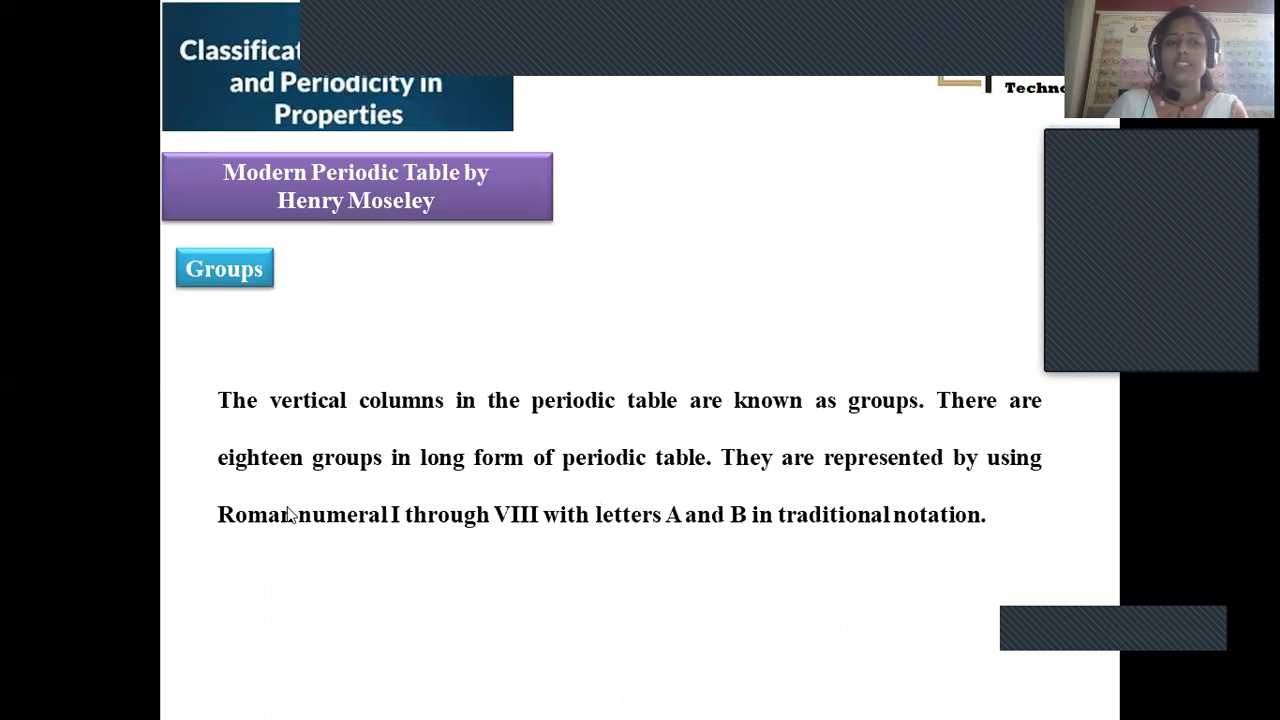 and Periodicity in
Properties
Modern Periodic Table by
Henry Moseley
Groups
The vertical columns in the periodic table are known as groups. There are
eighteen groups in long form of periodic table. They are represented by using
Roman numeral I through VIII with letters A and B in traditional notation.